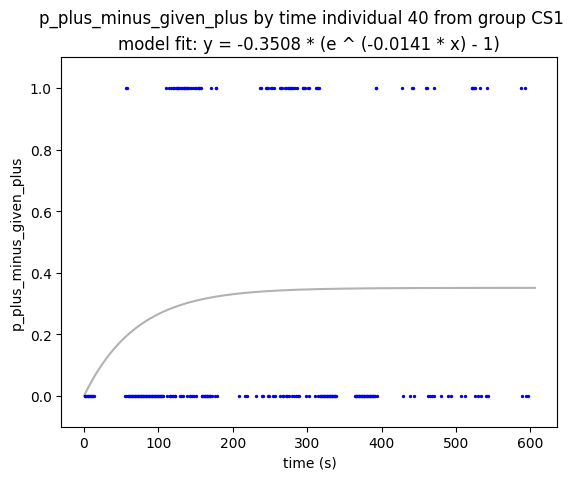 p_plus_minus_given_plus by time individual 40 from group CS1
model fit: y = -0.3508 * (e ^ (-0.0141 * x) - 1)
p_plus_minus_given_plus
1.0
0.8
0.6
0.4
0.2
0.0
0 100 200 300 400 500 600
time (s)